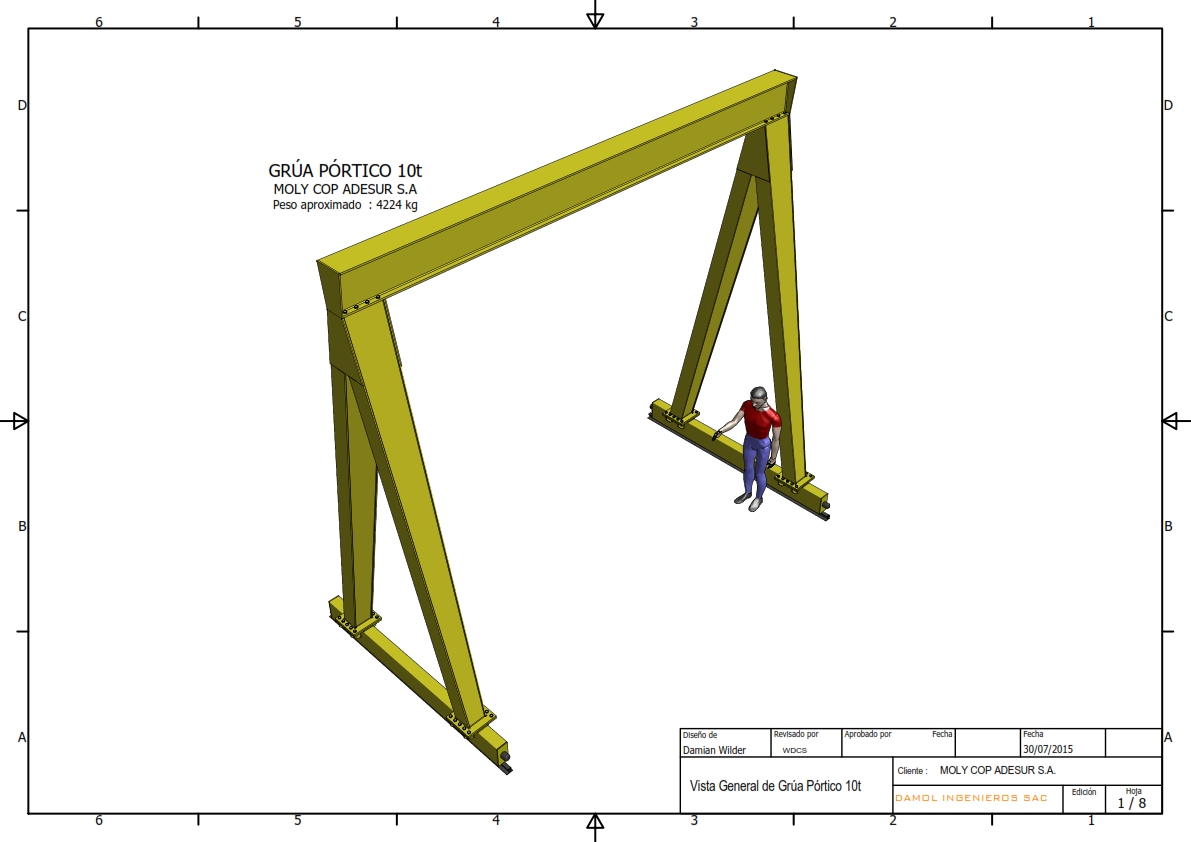 6 5 4 3 2 1
D D
GRÚA PÓRTICO 10t
MOLY COP ADESUR S.A
Peso aproximado : 4224 kg
C C
B B
A A
Diseño de Revisado por Aprobado por Fecha Fecha
Damian Wilder WDCS 30/07/2015
Vista General de Grúa Pórtico 10t
Cliente : MOLY COP ADESUR S.A.
DAMOL INGENIEROS SAC
Edición
Hoja
1 / 8
6 5 4 3 2 1